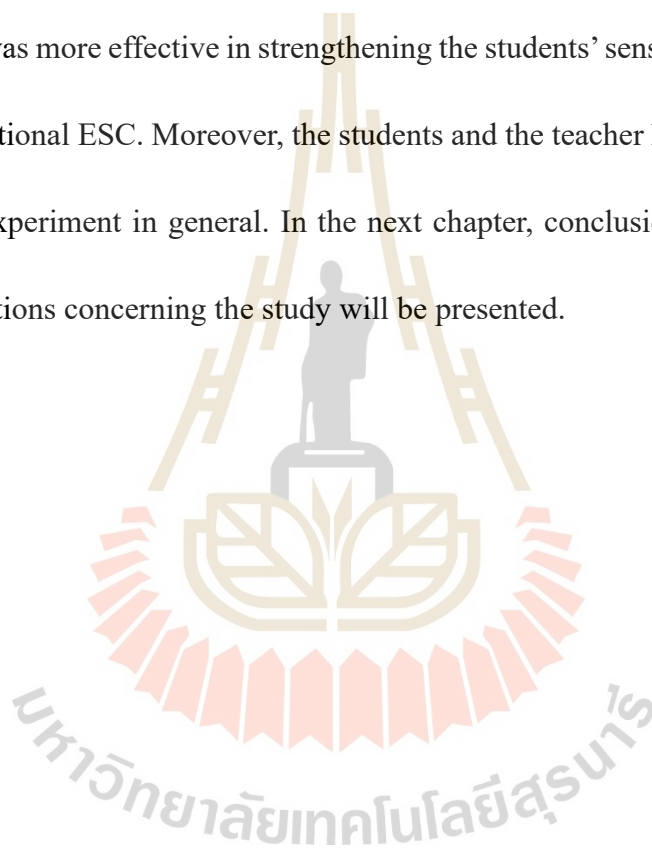 was more effective in strengthening the students' sens
tional ESC. Moreover, the students and the teacher
xperiment in general. In the next chapter, conclusi
tions concerning the study will be presented.
มหาวิทยาลัยเทคโนโลยีสุรนารี